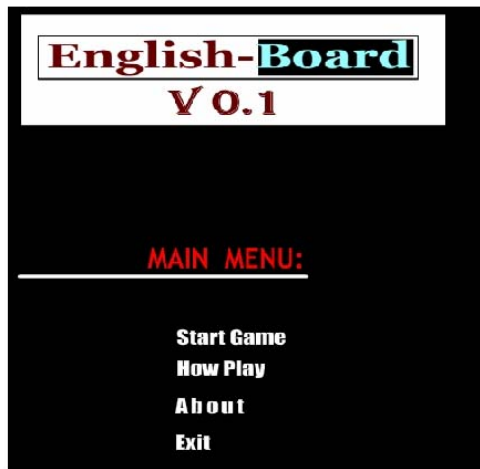 English-Board
V 0.1
MAIN MENU:
Start Game
How Play
About
Exit